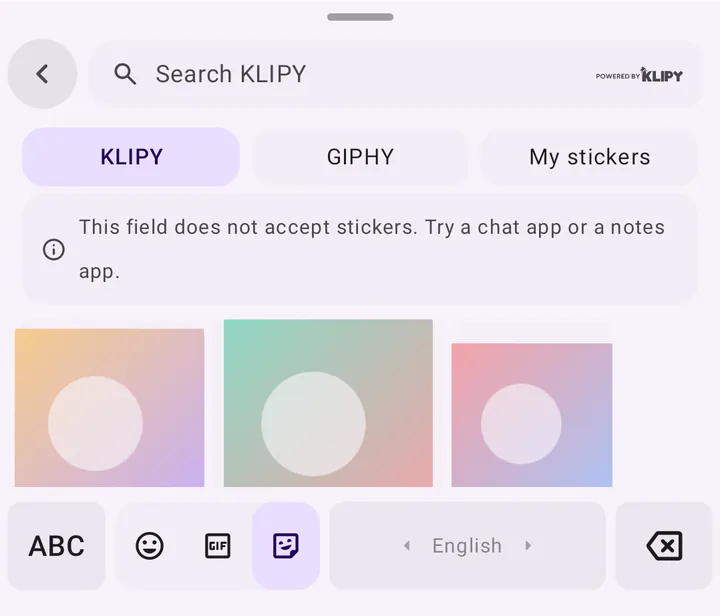 Search KLIPY
POWERED BY KLIPY
KLIPY
GIPHY
My stickers
This field does not accept stickers. Try a chat app or a notes
app.
ABC
GIF
English